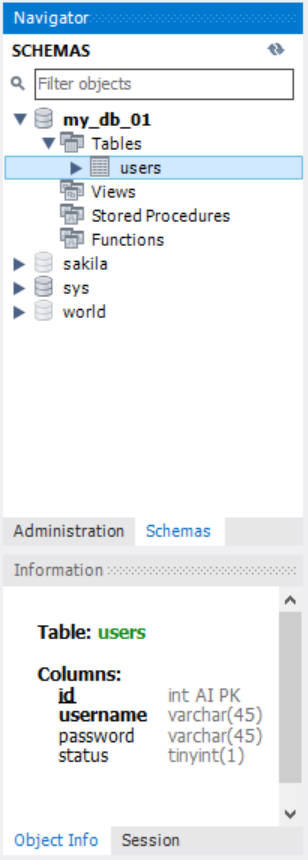 Navigator
SCHEMAS
Filter objects
my_db_01
Tables
users
Views
Stored Procedures
Functions
sakila
sys
world
Administration Schemas
Information
Table: users
Columns:
id int AI PK
username varchar(45)
password varchar(45)
status tinyint(1)
Object Info Session